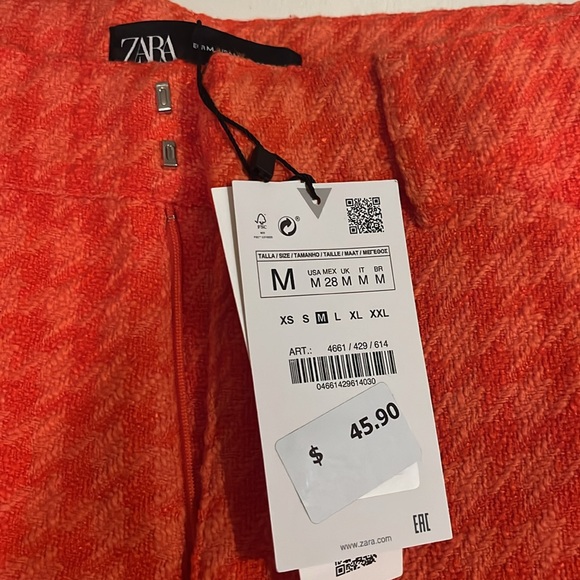 ZARA
FSC
TALLA / SIZE / TAMANHO / TAILLE / MAAT / ΜΕΓΕΘΟΣ
M
USA MEX UK IT BR
M 28 M M M
XS S M L XL XXL
ART.: 4661 / 429 / 614
04661429614030
$ 45.90
EAC
www.zara.com